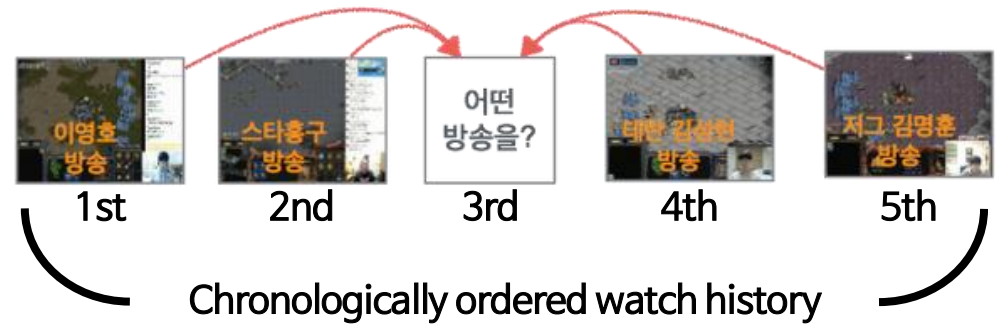 이영호
방송
스타홍구
방송
어떤
방송을?
테란 김성현
방송
저그 김명훈
방송
1st
2nd
3rd
4th
5th
Chronologically ordered watch history